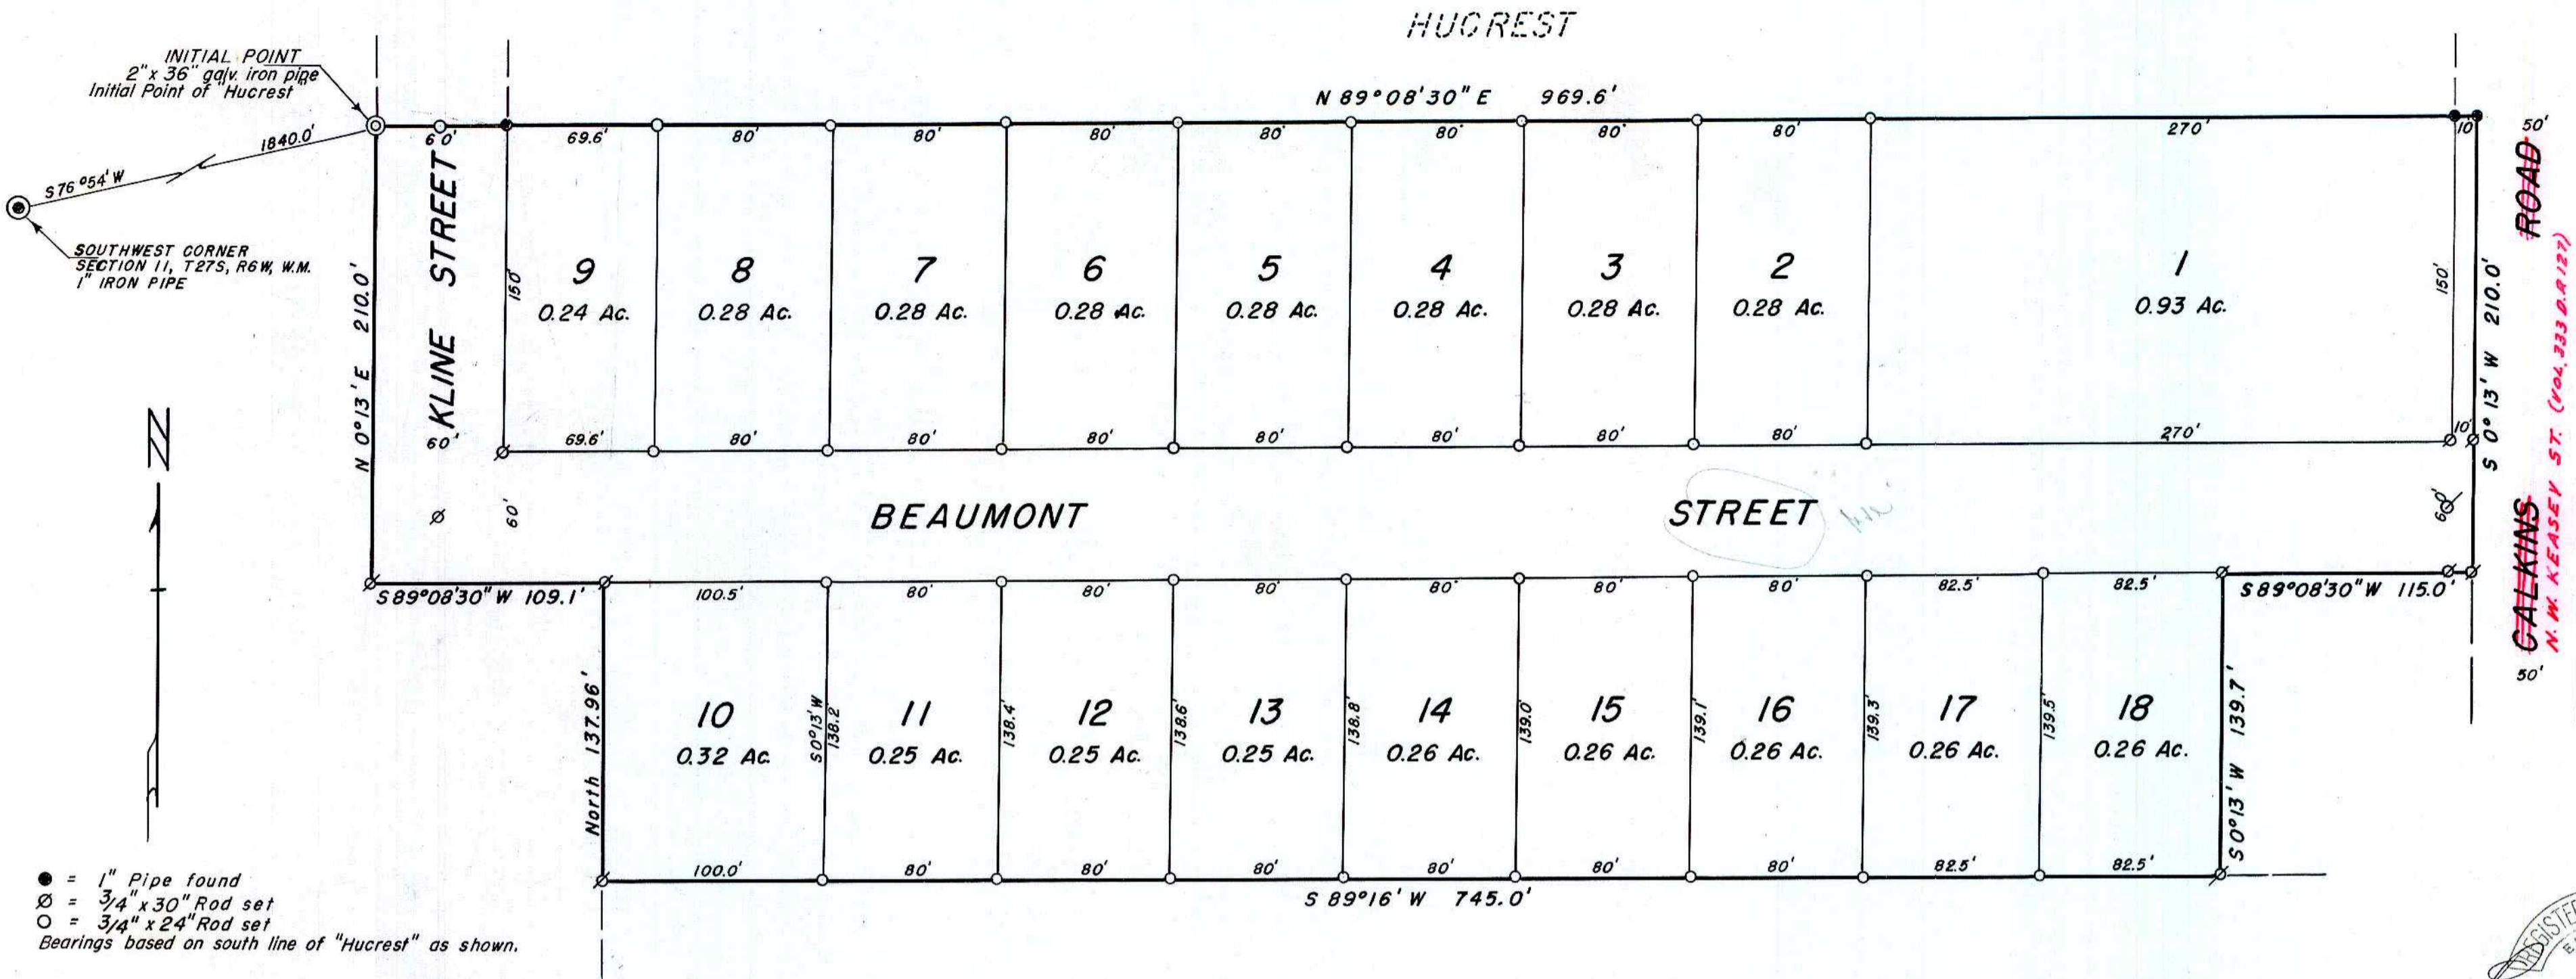 HUCREST
INITIAL POINT
2" x 36" galv. iron pipe
Initial Point of "Hucrest"
N 89°08'30" E 969.6'
1840.0'
S 76°54' W
SOUTHWEST CORNER
SECTION 11, T27S, R6W, W.M.
1" IRON PIPE
60' 69.6' 80' 80' 80' 80' 80' 80' 80' 270' 10' 50'
N 0°13' E 210.0'
KLINE STREET
150'
9 8 7 6 5 4 3 2 1
0.24 Ac. 0.28 Ac. 0.28 Ac. 0.28 Ac. 0.28 Ac. 0.28 Ac. 0.28 Ac. 0.28 Ac. 0.93 Ac.
150'
S 0°13' W 210.0'
CALKINS ROAD
N. W. KEASEY ST. (VOL. 333 D.R. 127)
60' 69.6' 80' 80' 80' 80' 80' 80' 80' 270' 10'
N
60'
BEAUMONT STREET
60'
S 89°08'30" W 109.1'
100.5' 80' 80' 80' 80' 80' 80' 82.5' 82.5'
S 89°08'30" W 115.0'
50'
North 137.96'
10 11 12 13 14 15 16 17 18
0.32 Ac. 0.25 Ac. 0.25 Ac. 0.25 Ac. 0.26 Ac. 0.26 Ac. 0.26 Ac. 0.26 Ac. 0.26 Ac.
S 0°13' W
138.2' 138.4' 138.6' 138.8' 139.0' 139.1' 139.3' 139.5'
S 0°13' W 139.7'
100.0' 80' 80' 80' 80' 80' 80' 82.5' 82.5'
S 89°16' W 745.0'
● = 1" Pipe found
Ø = 3/4" x 30" Rod set
O = 3/4" x 24" Rod set
Bearings based on south line of "Hucrest" as shown.